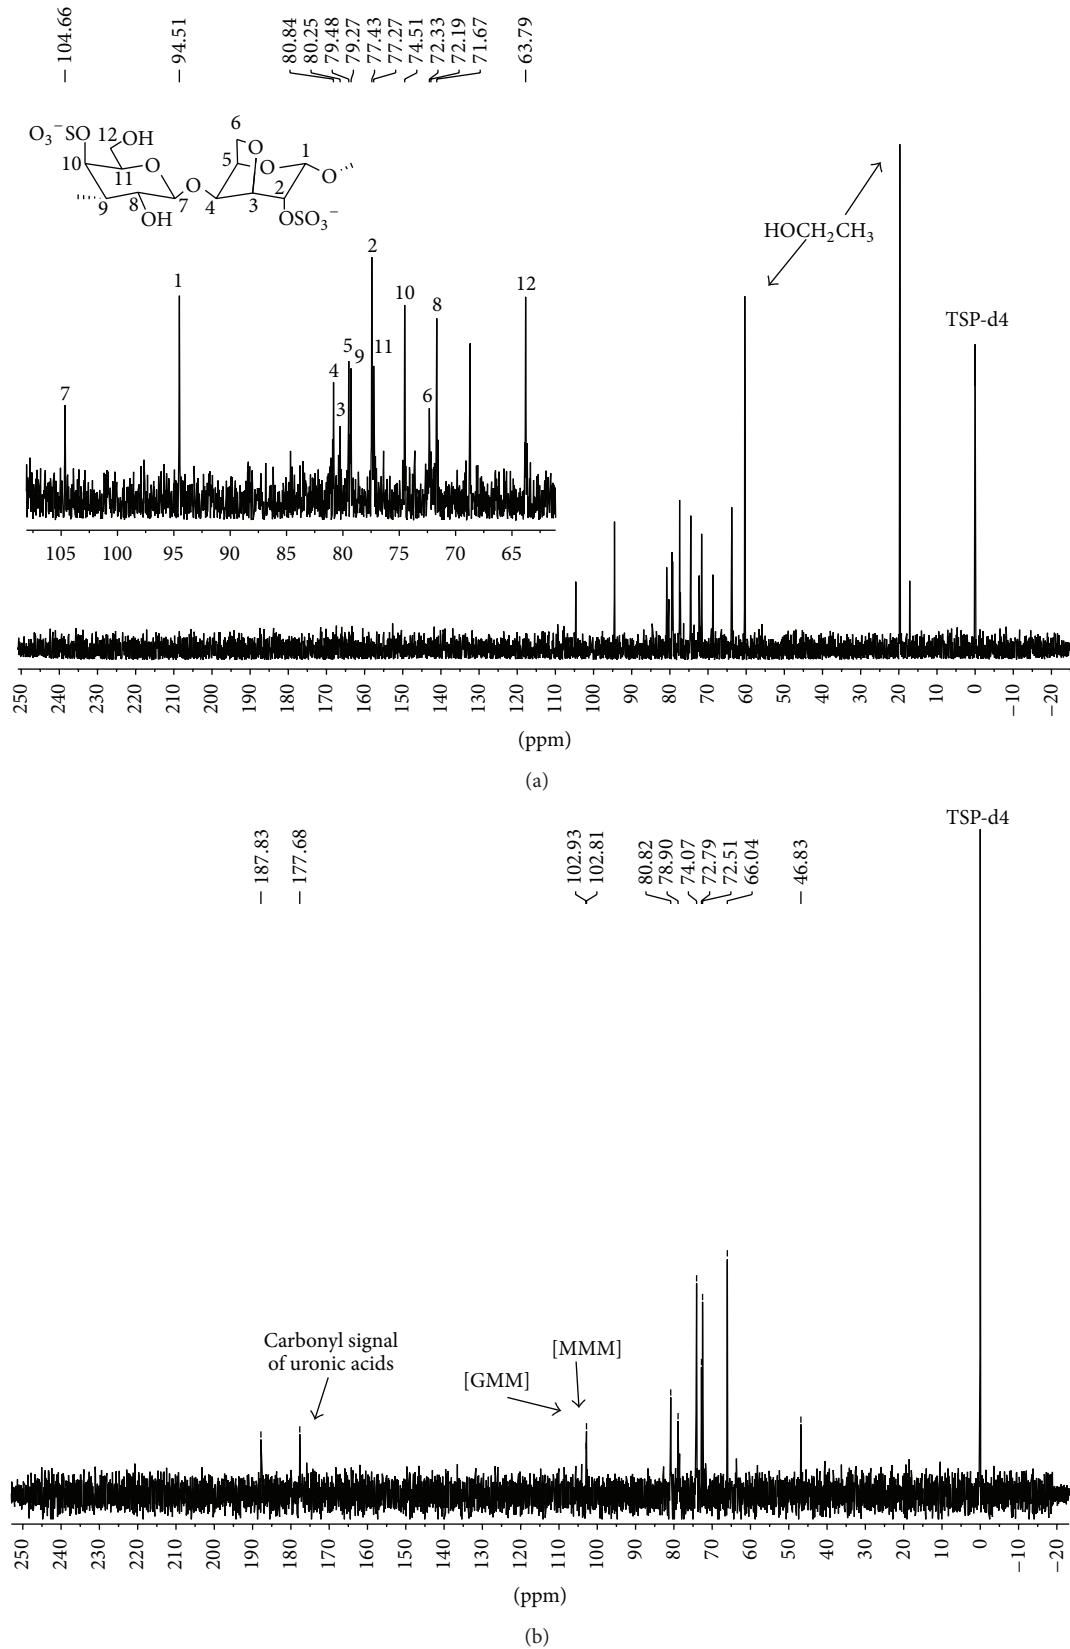 − 104.66
− 94.51
80.84
80.25
79.48
79.27
77.43
77.27
74.51
72.33
72.19
71.67
− 63.79
O₃⁻SO
12
OH
10
11
O
9
8
OH
7
O
6
O
5
O
4
3
2
1
O
OSO₃⁻
7
1
4
3
5
9
2
11
10
6
8
12
105 100 95 90 85 80 75 70 65
HOCH₂CH₃
TSP-d4
250 240 230 220 210 200 190 180 170 160 150 140 130 120 110 100 90 80 70 60 50 40 30 20 10 0 −10 −20
(ppm)
(a)
− 187.83
− 177.68
102.93
102.81
80.82
78.90
74.07
72.79
72.51
66.04
− 46.83
TSP-d4
Carbonyl signal
of uronic acids
[GMM]
[MMM]
250 240 230 220 210 200 190 180 170 160 150 140 130 120 110 100 90 80 70 60 50 40 30 20 10 0 −10 −20
(ppm)
(b)